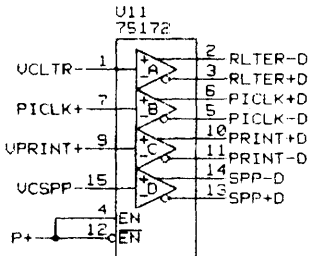 U11
75172
VCLTR- 1 A 2 RLTER-D
3 RLTER+D
PICLK+ 7 B 6 PICLK+D
5 PICLK-D
VPRINT+ 9 C 10 PRINT+D
11 PRINT-D
VCSPP- 15 D 14 SPP-D
13 SPP+D
4 EN
P+ 12 EN